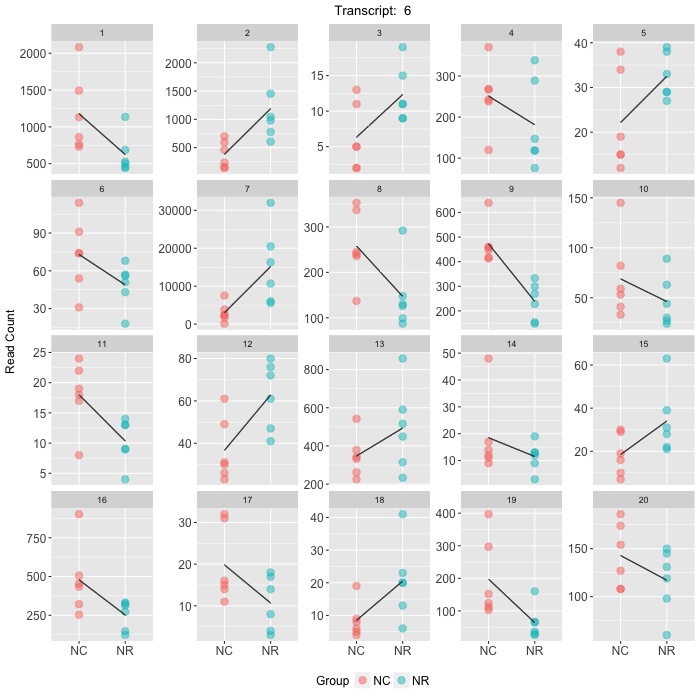 Transcript: 6
1 2 3 4 5
2000 1500 1000 500
2000 1500 1000 500
15 10 5
300 200 100
40 30 20
6 7 8 9 10
90 60 30
30000 20000 10000 0
300 200 100
600 500 400 300 200
150 100 50
Read Count
11 12 13 14 15
25 20 15 10 5
80 60 40
800 600 400 200
50 40 30 20 10
60 40 20
16 17 18 19 20
750 500 250
30 20 10
40 30 20 10
400 300 200 100
150 100
NC NR NC NR NC NR NC NR NC NR
Group NC NR